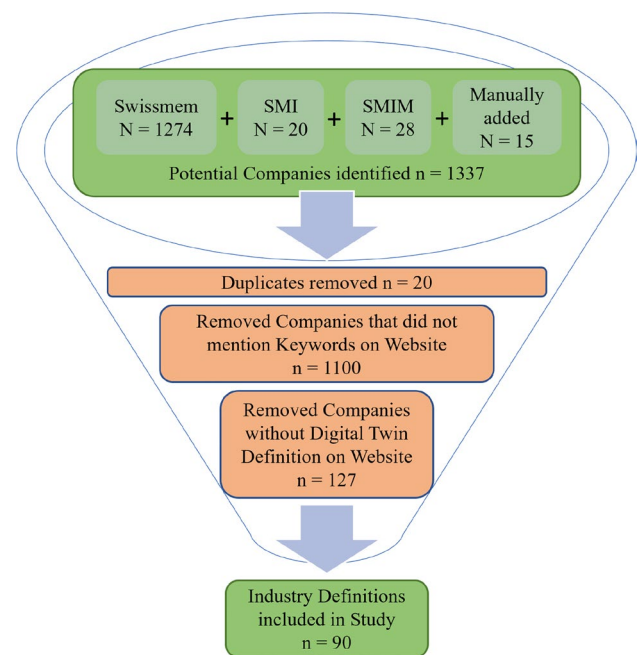 Swissmem
N = 1274
+
SMI
N = 20
+
SMIM
N = 28
+
Manually
added
N = 15
Potential Companies identified n = 1337
Duplicates removed n = 20
Removed Companies that did not
mention Keywords on Website
n = 1100
Removed Companies
without Digital Twin
Definition on Website
n = 127
Industry Definitions
included in Study
n = 90